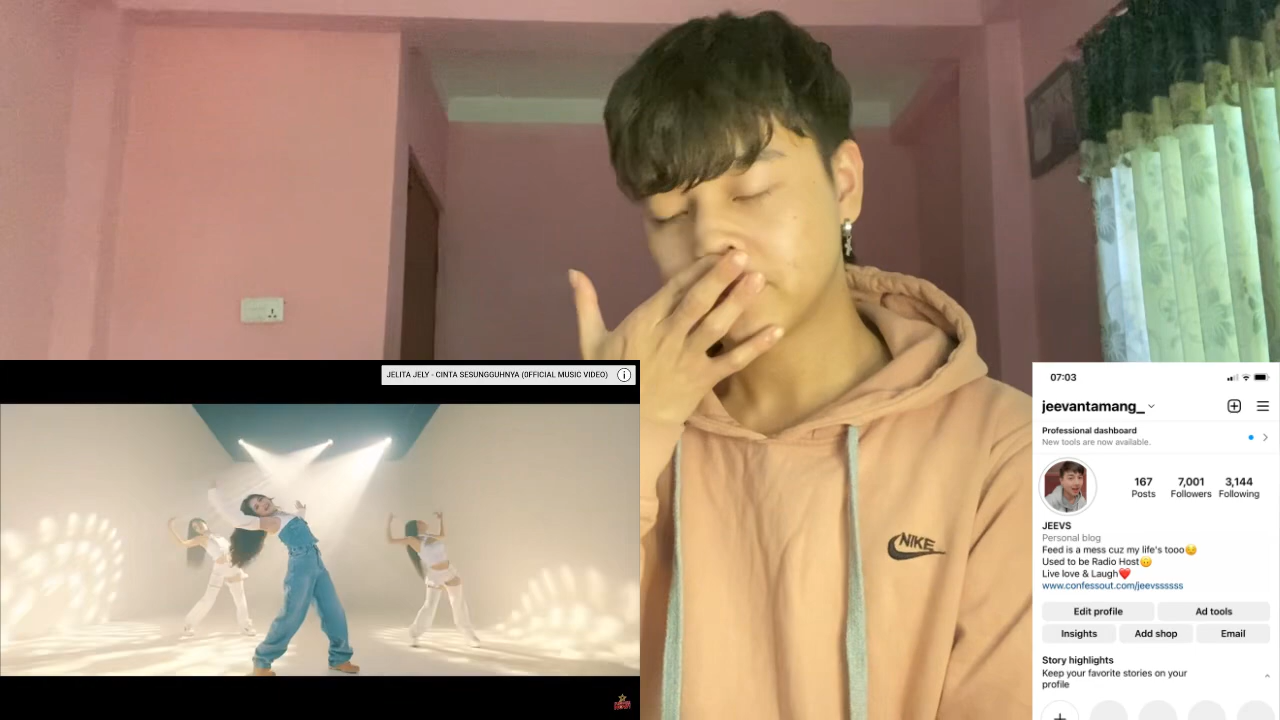 JELITA JELY - CINTA SESUNGGUHNYA (0FFICIAL MUSIC VIDEO)
NIKE
07:03
jeevantamang_
Professional dashboard
New tools are now available.
167 7,001 3,144
Posts Followers Following
JEEVS
Personal blog
Feed is a mess cuz my life's tooo😔
Used to be Radio Host🙃
Live love & Laugh❤️
www.confessout.com/jeevssssss
Edit profile Ad tools
Insights Add shop Email
Story highlights
Keep your favorite stories on your
profile